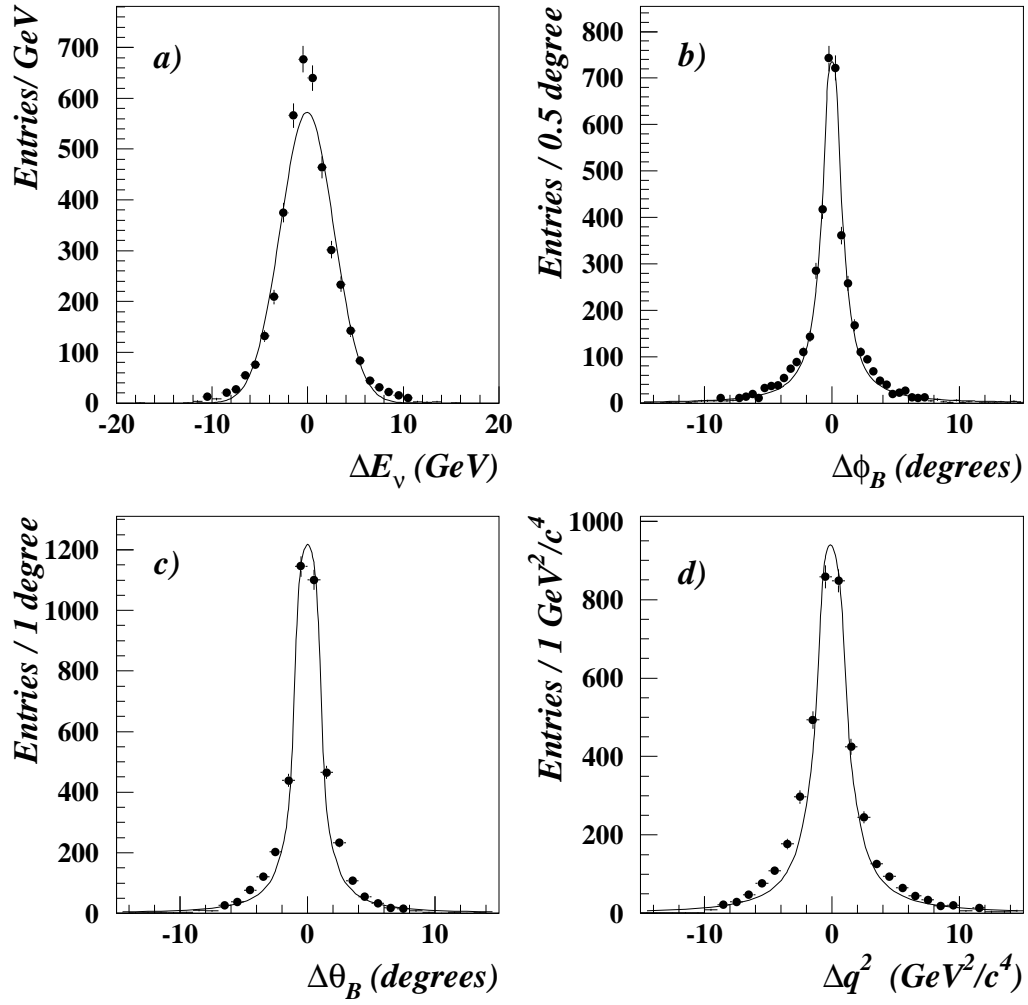 a)
Entries/ GeV
700
600
500
400
300
200
100
0
-20 -10 0 10 20
ΔE_ν (GeV)
b)
Entries / 0.5 degree
800
700
600
500
400
300
200
100
0
-10 0 10
Δϕ_B (degrees)
c)
Entries / 1 degree
1200
1000
800
600
400
200
0
-10 0 10
Δθ_B (degrees)
d)
Entries / 1 GeV²/c⁴
1000
800
600
400
200
0
-10 0 10
Δq² (GeV²/c⁴)